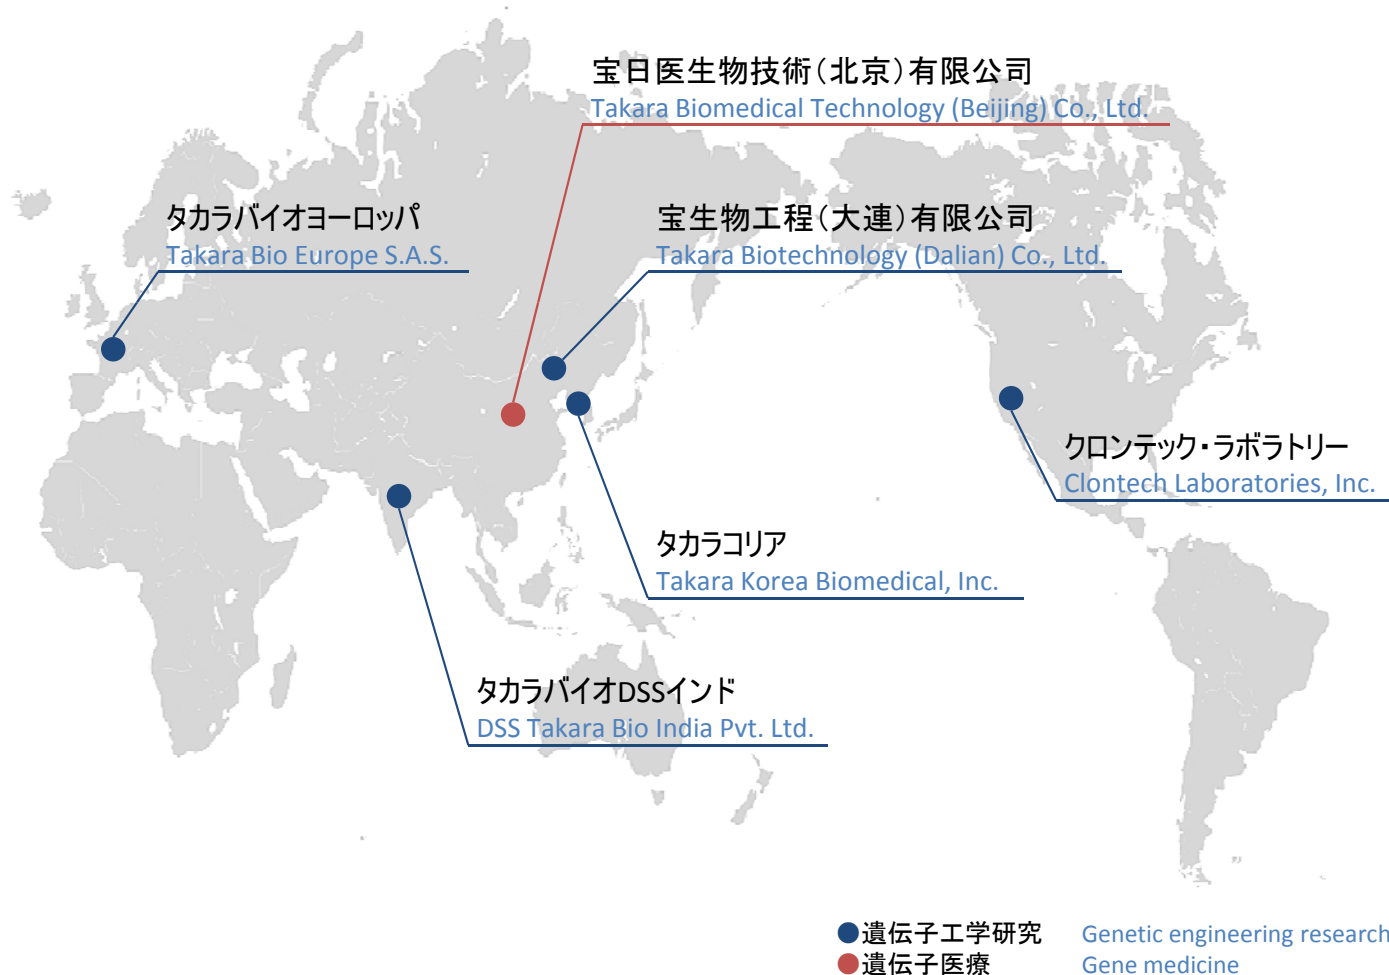 宝日医生物技術（北京）有限公司
Takara Biomedical Technology (Beijing) Co., Ltd.
タカラバイオヨーロッパ
Takara Bio Europe S.A.S.
宝生物工程（大連）有限公司
Takara Biotechnology (Dalian) Co., Ltd.
クロンテック・ラボラトリー
Clontech Laboratories, Inc.
タカラコリア
Takara Korea Biomedical, Inc.
タカラバイオDSSインド
DSS Takara Bio India Pvt. Ltd.
●遺伝子工学研究 Genetic engineering research
●遺伝子医療 Gene medicine